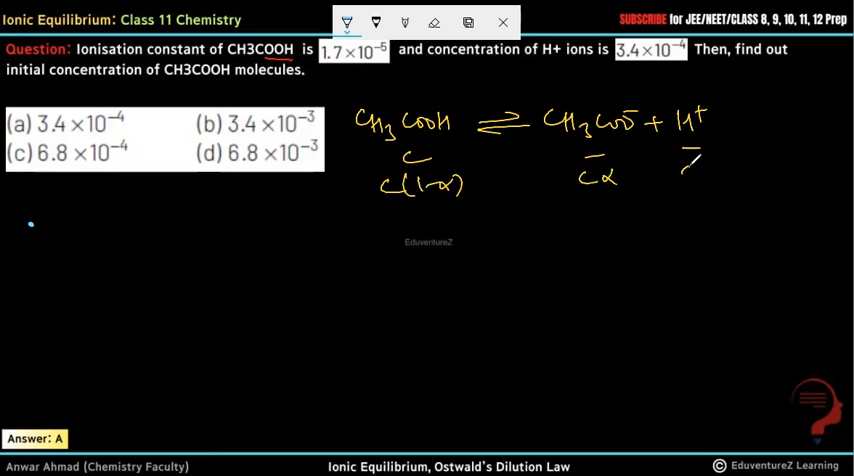 Ionic Equilibrium: Class 11 Chemistry
SUBSCRIBE for JEE/NEET/CLASS 8, 9, 10, 11, 12 Prep
Question: Ionisation constant of CH3COOH is 1.7×10⁻⁵ and concentration of H+ ions is 3.4×10⁻⁴ Then, find out
initial concentration of CH3COOH molecules.
(a) 3.4×10⁻⁴ (b) 3.4×10⁻³
(c) 6.8×10⁻⁴ (d) 6.8×10⁻³
CH₃COOH ⇌ CH₃COO⁻ + H⁺
C – –
C(1-α) Cα
EduventureZ
Answer: A
Anwar Ahmad (Chemistry Faculty)
Ionic Equilibrium, Ostwald's Dilution Law
© EduventureZ Learning